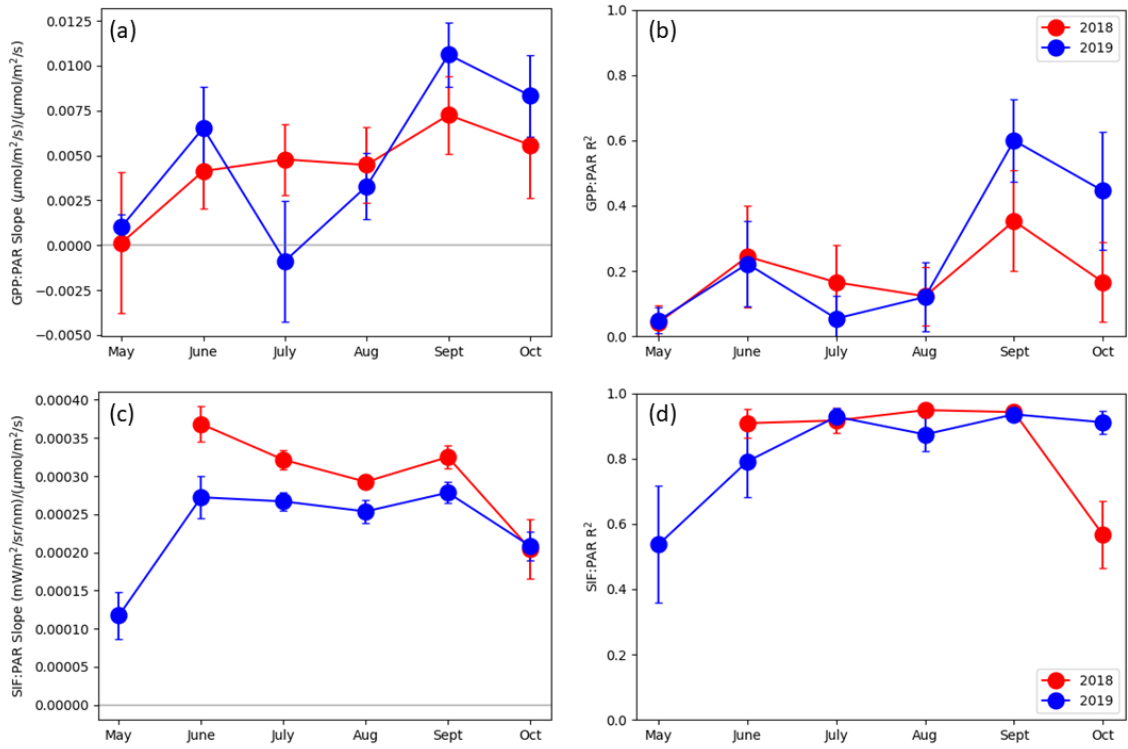 (a)
GPP:PAR Slope (μmol/m²/s)/(μmol/m²/s)
0.0125
0.0100
0.0075
0.0050
0.0025
0.0000
−0.0025
−0.0050
May June July Aug Sept Oct
(b)
2018
2019
GPP:PAR R²
1.0
0.8
0.6
0.4
0.2
0.0
May June July Aug Sept Oct
(c)
SIF:PAR Slope (mW/m²/sr/nm)/(μmol/m²/s)
0.00040
0.00035
0.00030
0.00025
0.00020
0.00015
0.00010
0.00005
0.00000
May June July Aug Sept Oct
(d)
SIF:PAR R²
1.0
0.8
0.6
0.4
0.2
0.0
2018
2019
May June July Aug Sept Oct